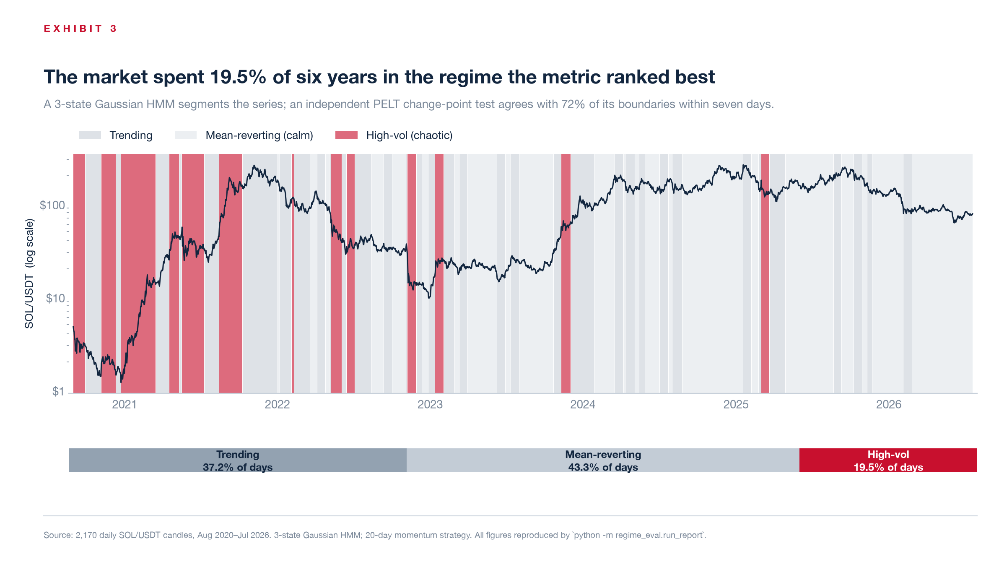 EXHIBIT 3
The market spent 19.5% of six years in the regime the metric ranked best
A 3-state Gaussian HMM segments the series; an independent PELT change-point test agrees with 72% of its boundaries within seven days.
Trending
Mean-reverting (calm)
High-vol (chaotic)
SOL/USDT (log scale)
$100
$10
$1
2021
2022
2023
2024
2025
2026
Trending
37.2% of days
Mean-reverting
43.3% of days
High-vol
19.5% of days
Source: 2,170 daily SOL/USDT candles, Aug 2020–Jul 2026. 3-state Gaussian HMM; 20-day momentum strategy. All figures reproduced by `python -m regime_eval.run_report`.